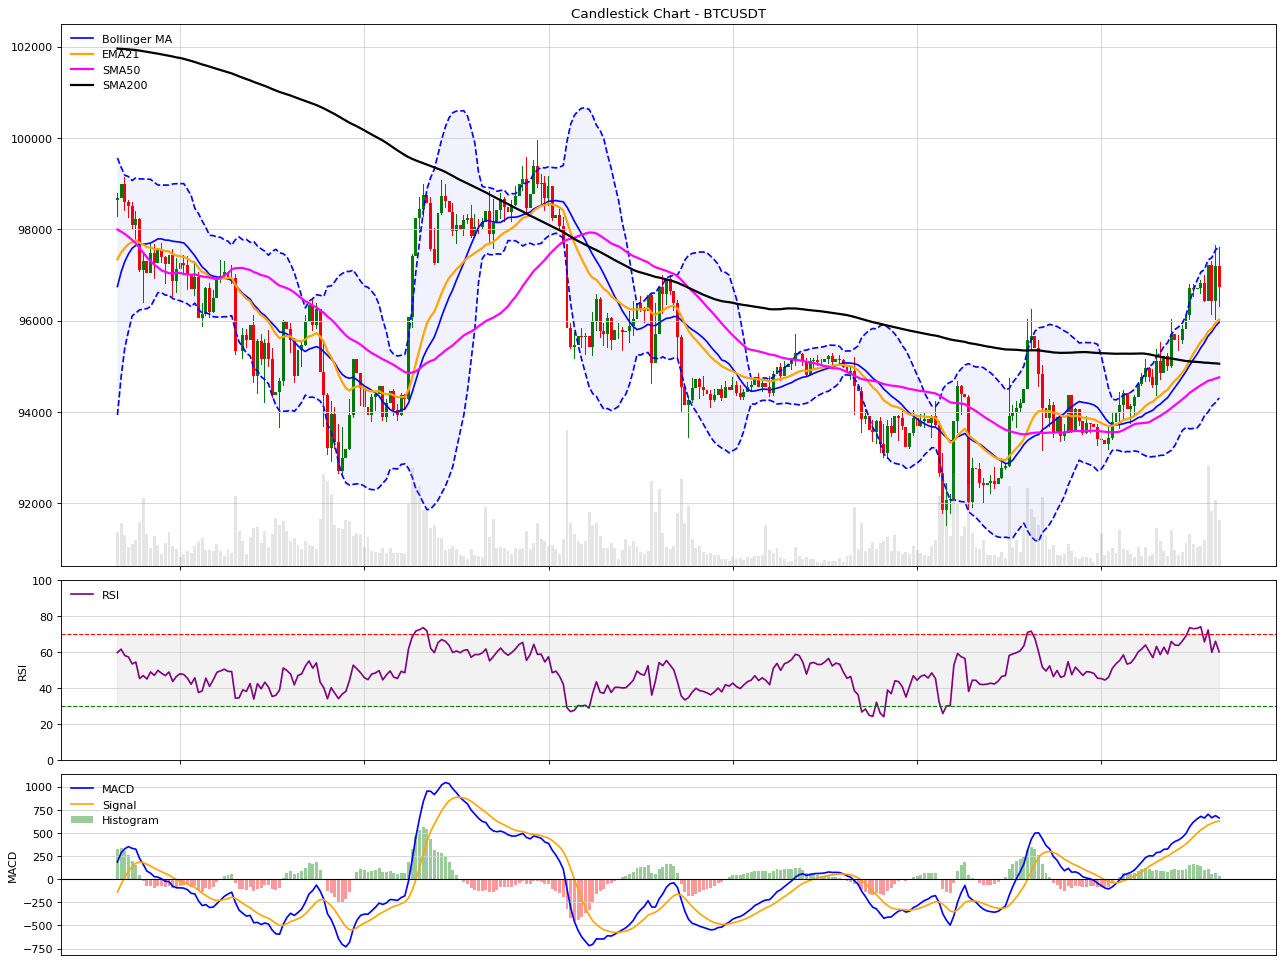 Candlestick Chart - BTCUSDT
Bollinger MA
EMA21
SMA50
SMA200
102000
100000
98000
96000
94000
92000
RSI
100
80
60
40
20
0
RSI
MACD
Signal
Histogram
1000
750
500
250
0
−250
−500
−750
MACD